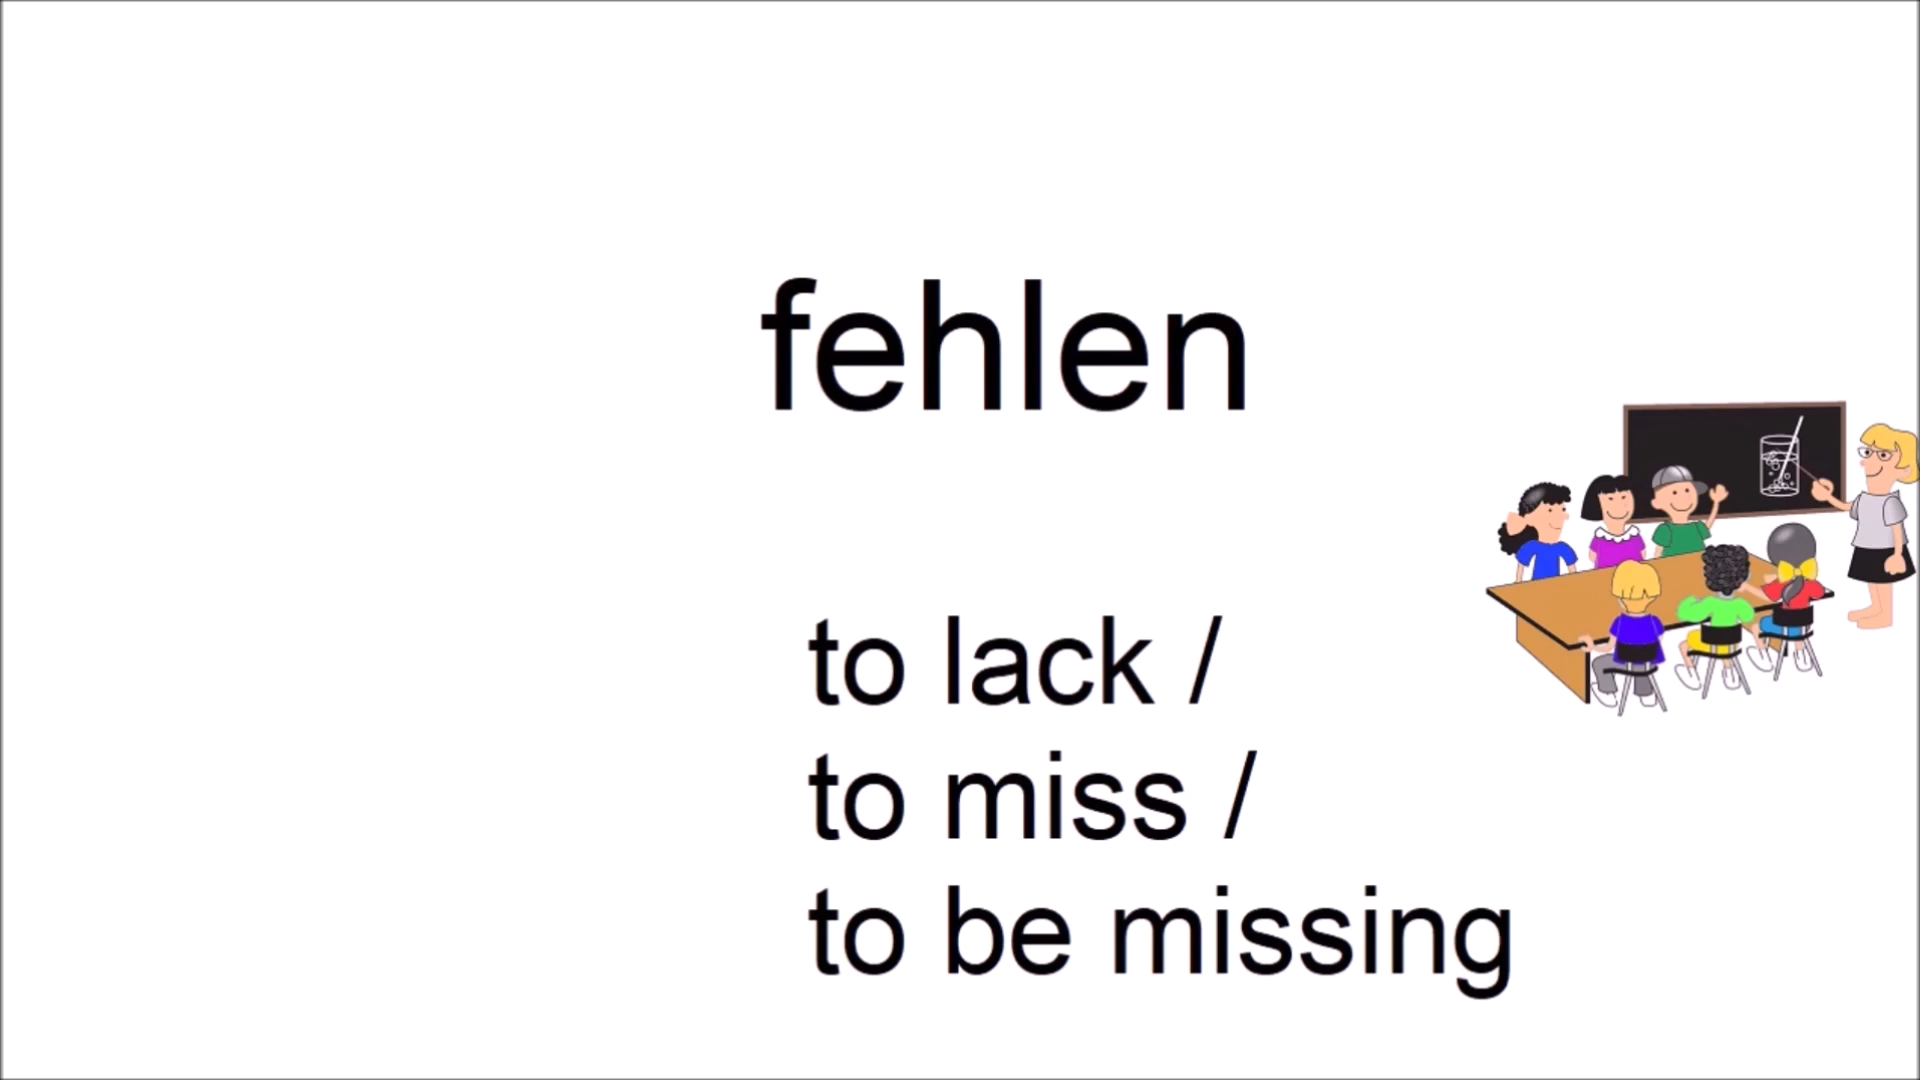 fehlen
to lack /
to miss /
to be missing